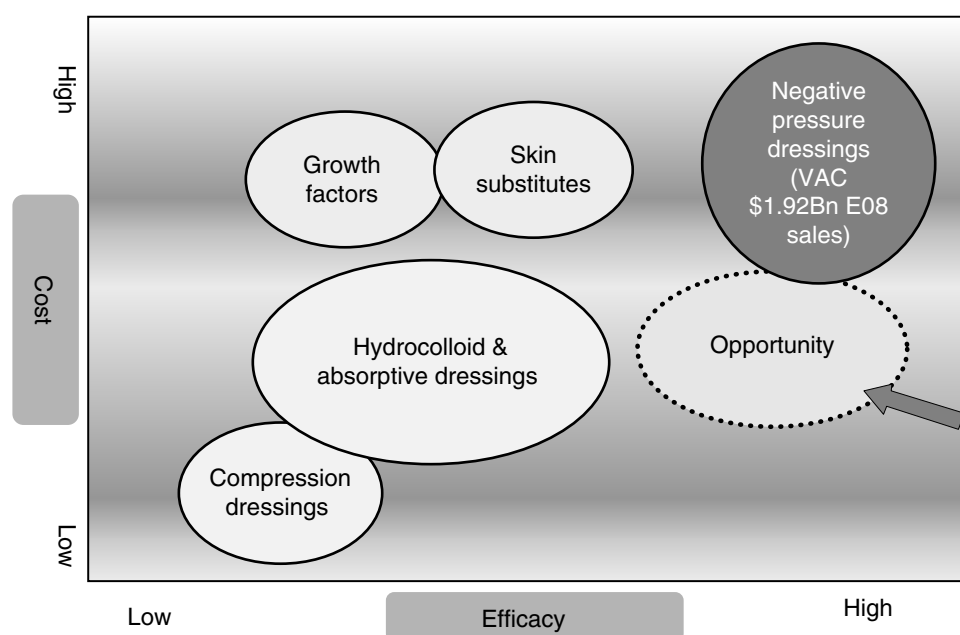 High
Cost
Low
Growth
factors
Skin
substitutes
Negative
pressure
dressings
(VAC
$1.92Bn E08
sales)
Hydrocolloid &
absorptive dressings
Opportunity
Compression
dressings
Low
Efficacy
High